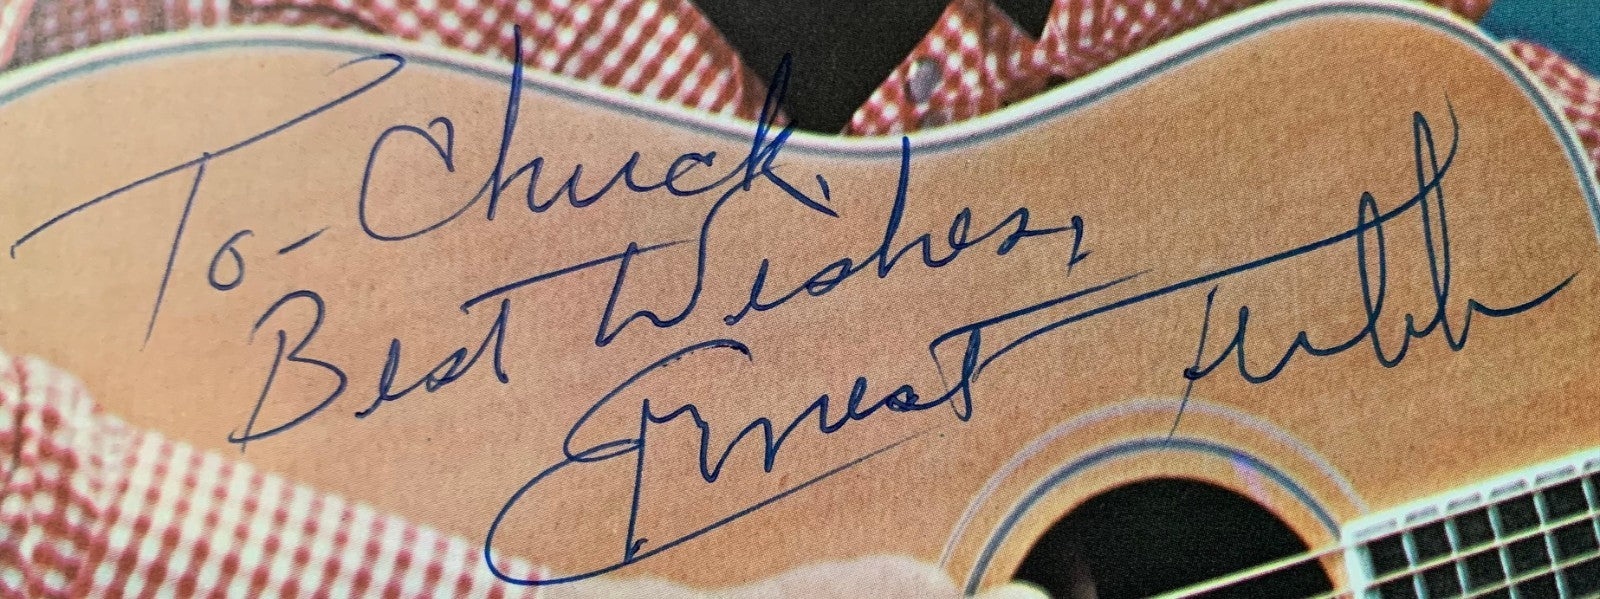 To - Chuck,
Best Wishes,
Ernest Tubb